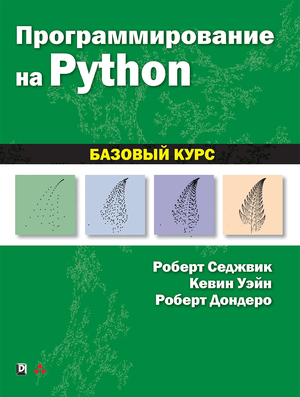 Программирование
на Python
БАЗОВЫЙ КУРС
Роберт Седжвик
Кевин Уэйн
Роберт Дондеро